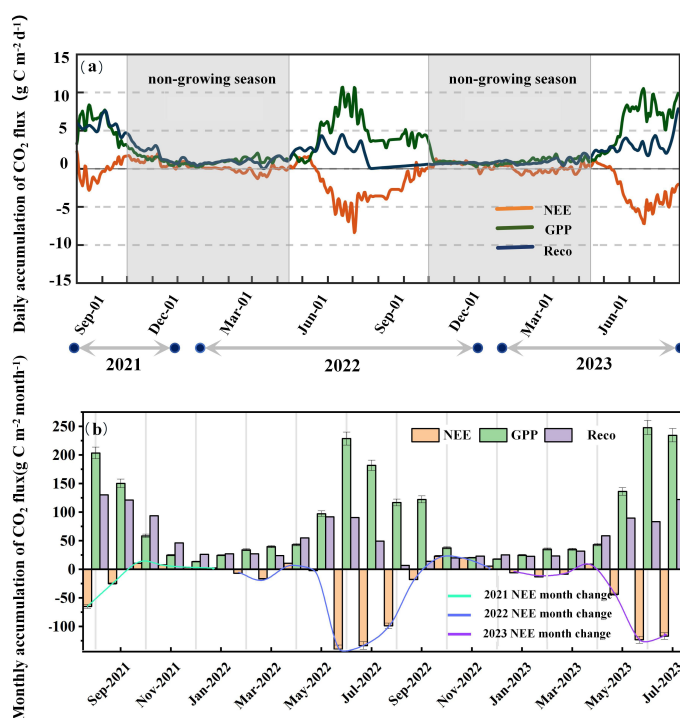 Daily accumulation of CO₂ flux (g C m⁻² d⁻¹)
15
10
5
0
-5
-10
-15
(a)
non-growing season
non-growing season
NEE
GPP
Reco
Sep-01
Dec-01
Mar-01
Jun-01
Sep-01
Dec-01
Mar-01
Jun-01
2021
2022
2023
Monthly accumulation of CO₂ flux(g C m⁻² month⁻¹)
250
200
150
100
50
0
-50
-100
(b)
NEE
GPP
Reco
2021 NEE month change
2022 NEE month change
2023 NEE month change
Sep-2021
Nov-2021
Jan-2022
Mar-2022
May-2022
Jul-2022
Sep-2022
Nov-2022
Jan-2023
Mar-2023
May-2023
Jul-2023